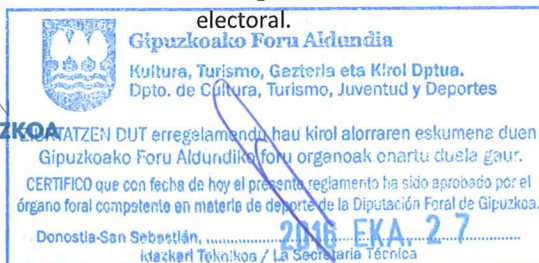 electoral.
Gipuzkoako Foru Aldundia
Kultura, Turismo, Gazteria eta Kirol Dptua.
Dpto. de Cultura, Turismo, Juventud y Deportes
ZKOA
ZIURTATZEN DUT erregelamendu hau kirol alorraren eskumena duen
Gipuzkoako Foru Aldundiko foru organoak onartu duela gaur.
CERTIFICO que con fecha de hoy el presente reglamento ha sido aprobado por el
órgano foral competente en materia de deporte de la Diputación Foral de Gipuzkoa.
Donostia-San Sebastián, 2016 EKA. 27
Idazkari Teknikoa / La Secretaria Técnica